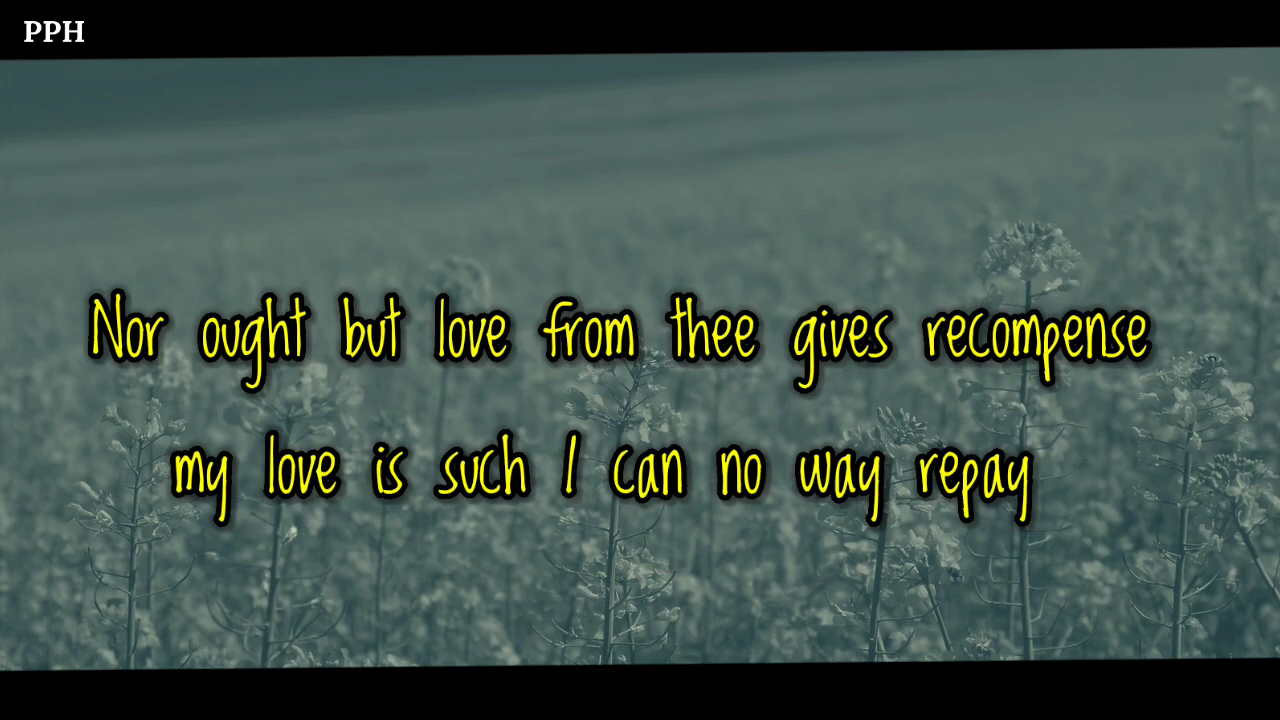 PPH
Nor ought but love from thee gives recompense
my love is such I can no way repay